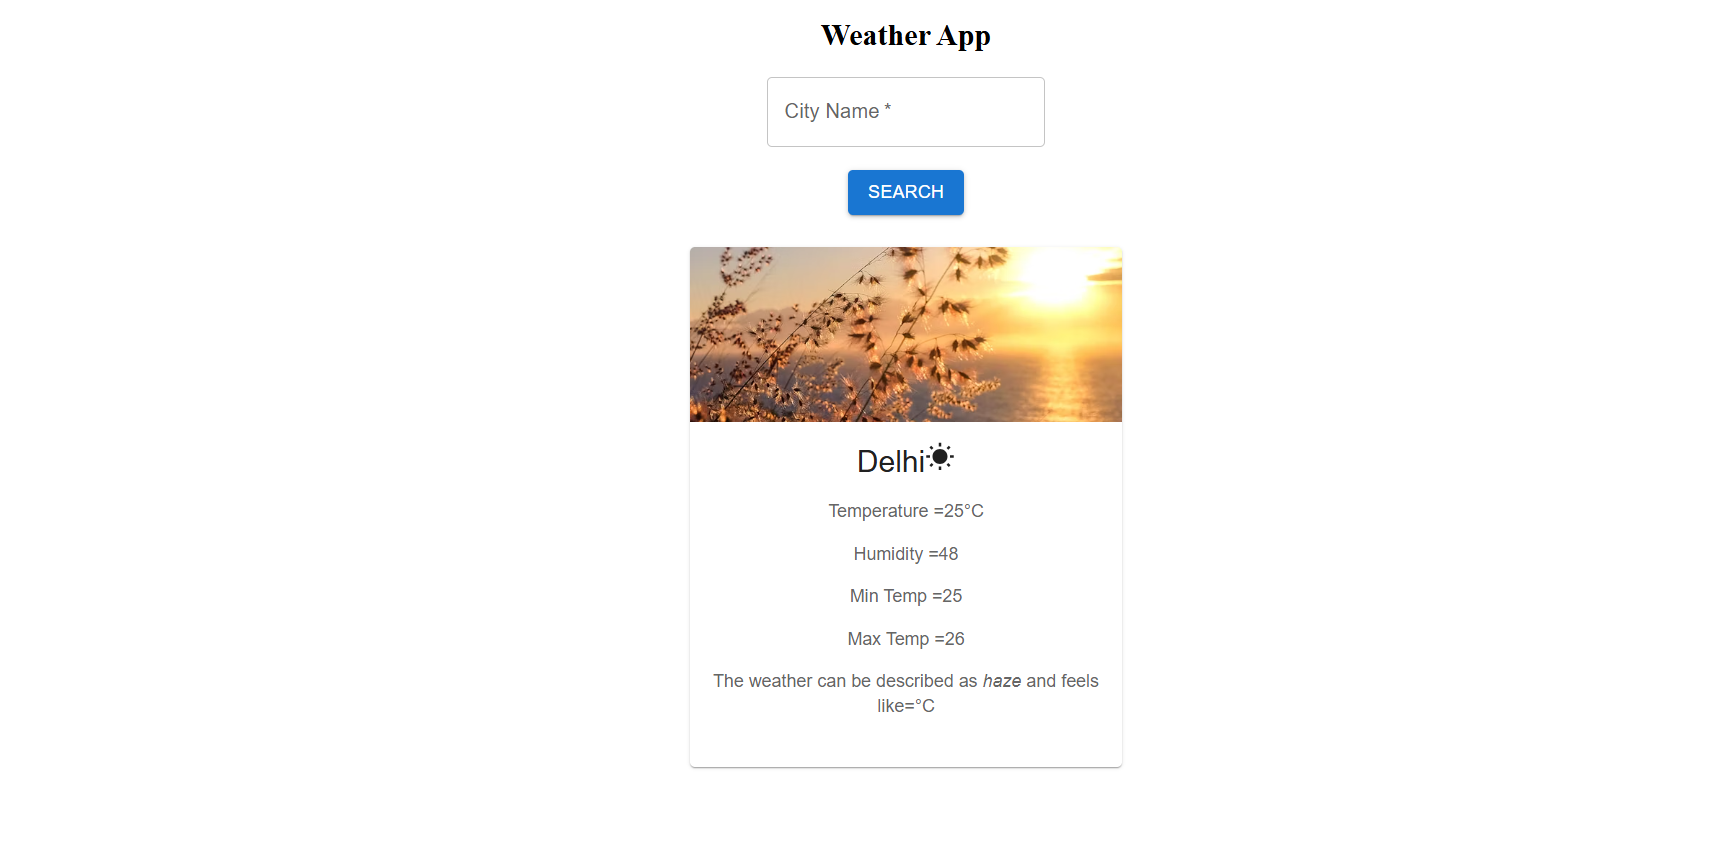 Weather App
City Name *
SEARCH
Delhi
Temperature =25°C
Humidity =48
Min Temp =25
Max Temp =26
The weather can be described as haze and feels
like=°C